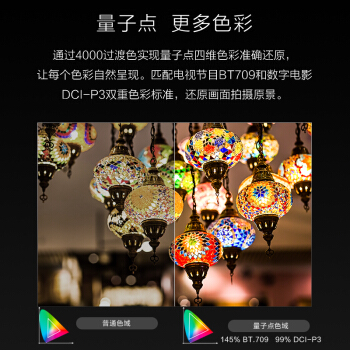 量子点 更多色彩
通过4000过渡色实现量子点四维色彩准确还原，
让每个色彩自然呈现。匹配电视节目BT709和数字电影
DCI-P3双重色彩标准，还原画面拍摄原景。
普通色域
量子点色域
145% BT.709 99% DCI-P3